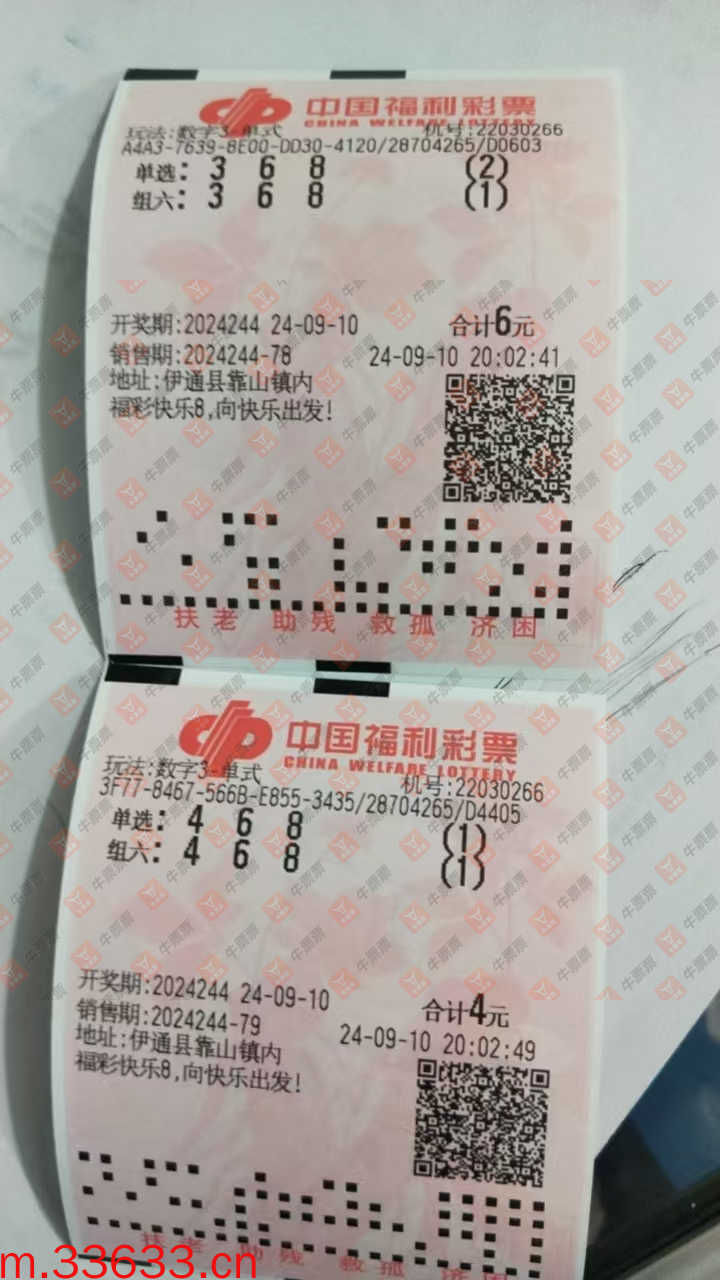 中国福利彩票
CHINA WELFARE LOTTERY
玩法:数字3-单式 机号:22030266
A4A3-7639-8E00-DD30-4120/28704265/D0603
单选: 3 6 8 (2)
组六: 3 6 8 (1)
开奖期:2024244 24-09-10 合计6元
销售期:2024244-78 24-09-10 20:02:41
地址:伊通县靠山镇内
福彩快乐8,向快乐出发!
扶老 助残 救孤 济困
中国福利彩票
CHINA WELFARE LOTTERY
玩法:数字3-单式 机号:22030266
3F77-8467-566B-E855-3435/28704265/D4405
单选: 4 6 8 (1)
组六: 4 6 8 (1)
开奖期:2024244 24-09-10 合计4元
销售期:2024244-79 24-09-10 20:02:49
地址:伊通县靠山镇内
福彩快乐8,向快乐出发!
扶老 助残 救孤 济困
m.33633.cn